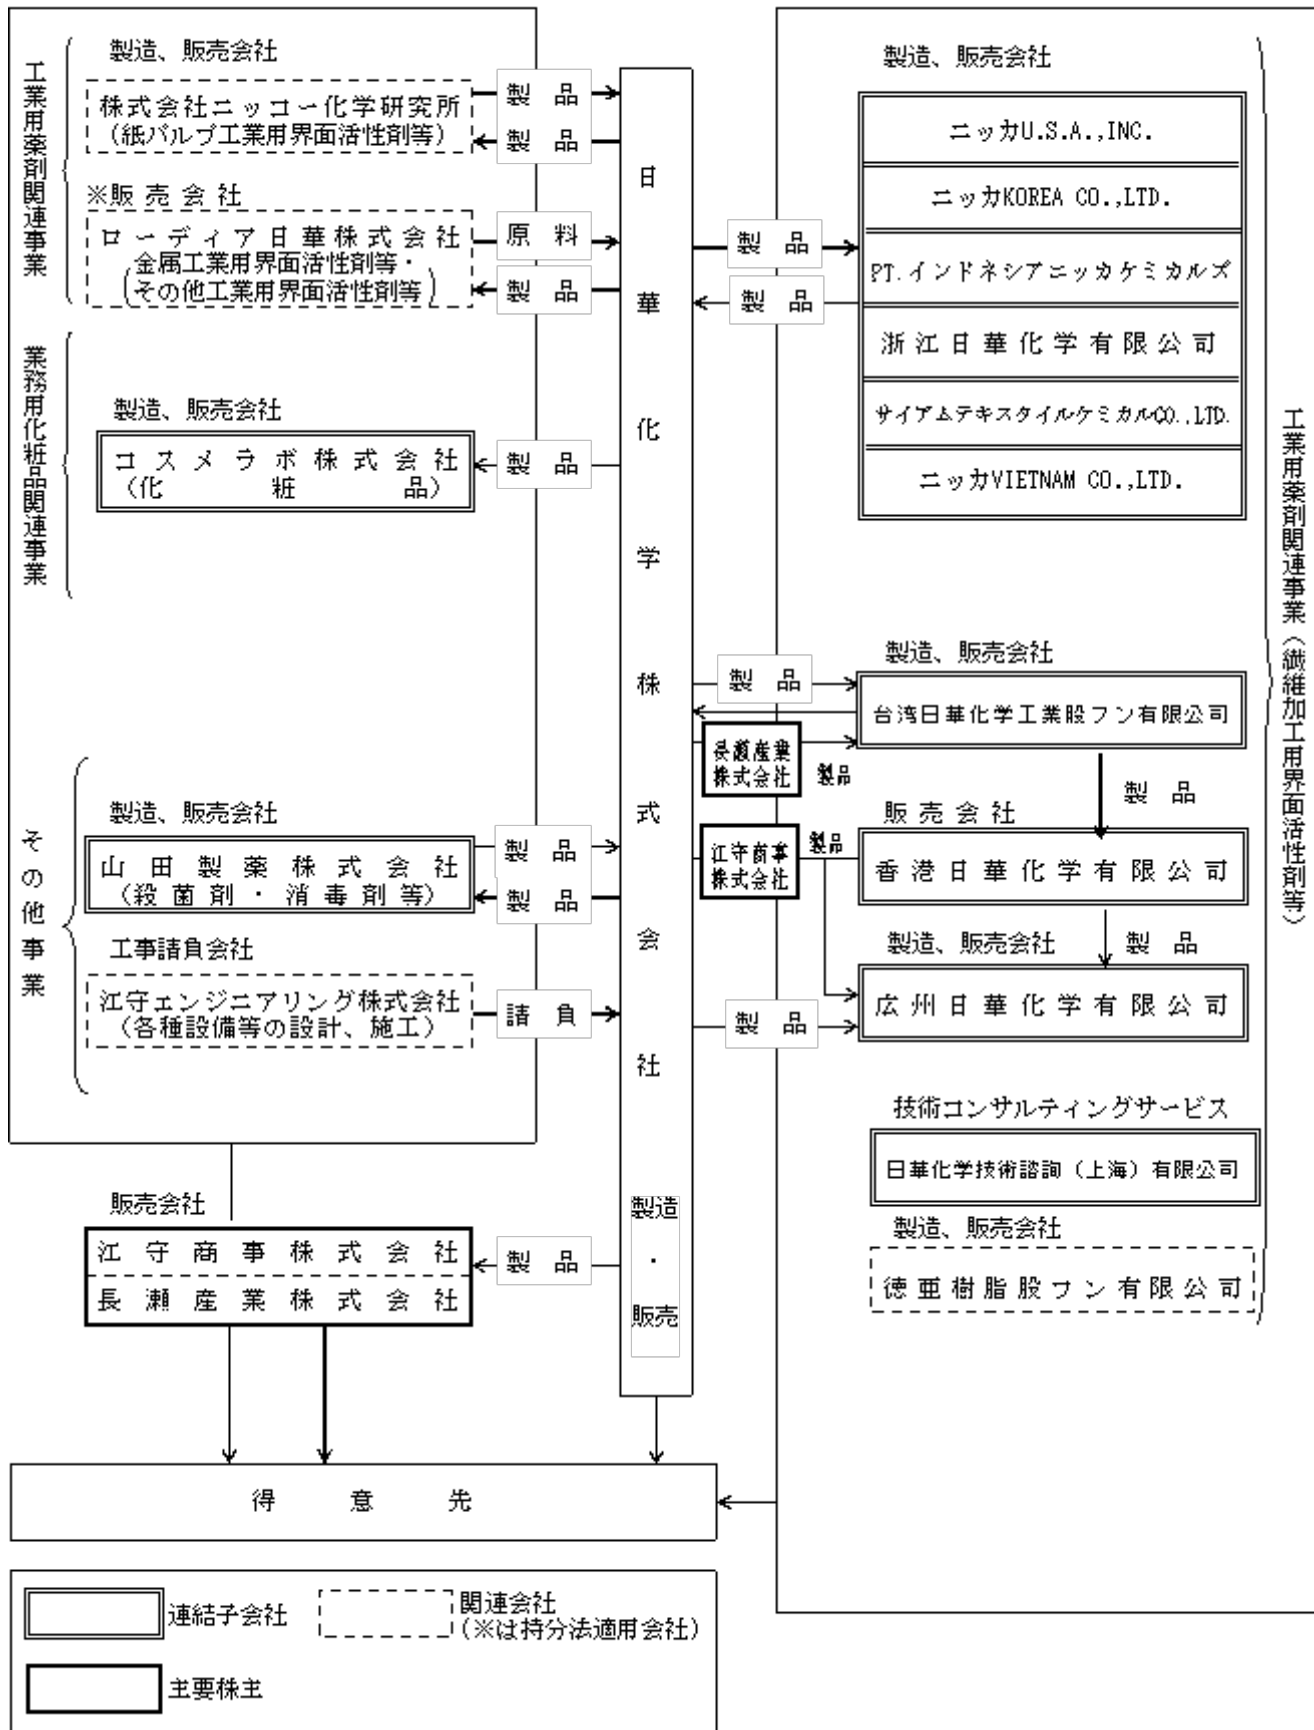 工業用薬剤関連事業
製造、販売会社
株式会社ニッコー化学研究所
(紙パルプ工業用界面活性剤等)
製 品
製 品
※販売会社
ローディア日華株式会社
(金属工業用界面活性剤等・
その他工業用界面活性剤等)
原 料
製 品
業務用化粧品関連事業
製造、販売会社
コスメラボ株式会社
(化粧品)
製 品
その他事業
製造、販売会社
山田製薬株式会社
(殺菌剤・消毒剤等)
製 品
製 品
工事請負会社
江守エンジニアリング株式会社
(各種設備等の設計、施工)
請 負
販売会社
江守商事株式会社
長瀬産業株式会社
製 品
日華化学株式会社
製造・販売
製 品
製 品
製造、販売会社
ニッカU.S.A.,INC.
ニッカKOREA CO.,LTD.
PT.インドネシアニッカケミカルズ
浙江日華化学有限公司
サイアムテキスタイルケミカルCO.,LTD.
ニッカVIETNAM CO.,LTD.
工業用薬剤関連事業(繊維加工用界面活性剤等)
製造、販売会社
製 品
台湾日華化学工業股フン有限公司
長瀬産業
株式会社
製品
製 品
販売会社
江守商事
株式会社
製品
香港日華化学有限公司
製造、販売会社
製 品
広州日華化学有限公司
製 品
技術コンサルティングサービス
日華化学技術諮詢(上海)有限公司
製造、販売会社
徳亜樹脂股フン有限公司
得意先
連結子会社
関連会社
(※は持分法適用会社)
主要株主